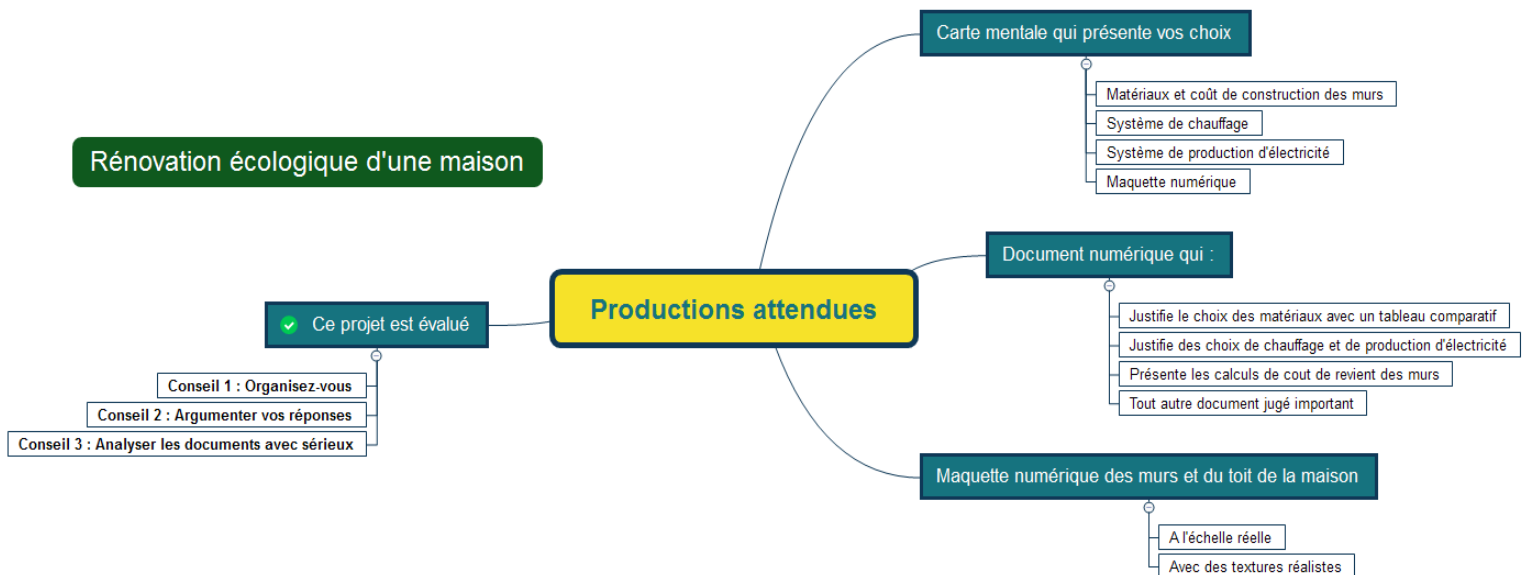 Rénovation écologique d'une maison
Productions attendues
Carte mentale qui présente vos choix
Matériaux et coût de construction des murs
Système de chauffage
Système de production d'électricité
Maquette numérique
Document numérique qui :
Justifie le choix des matériaux avec un tableau comparatif
Justifie des choix de chauffage et de production d'électricité
Présente les calculs de cout de revient des murs
Tout autre document jugé important
Maquette numérique des murs et du toit de la maison
A l'échelle réelle
Avec des textures réalistes
Ce projet est évalué
Conseil 1 : Organisez-vous
Conseil 2 : Argumenter vos réponses
Conseil 3 : Analyser les documents avec sérieux